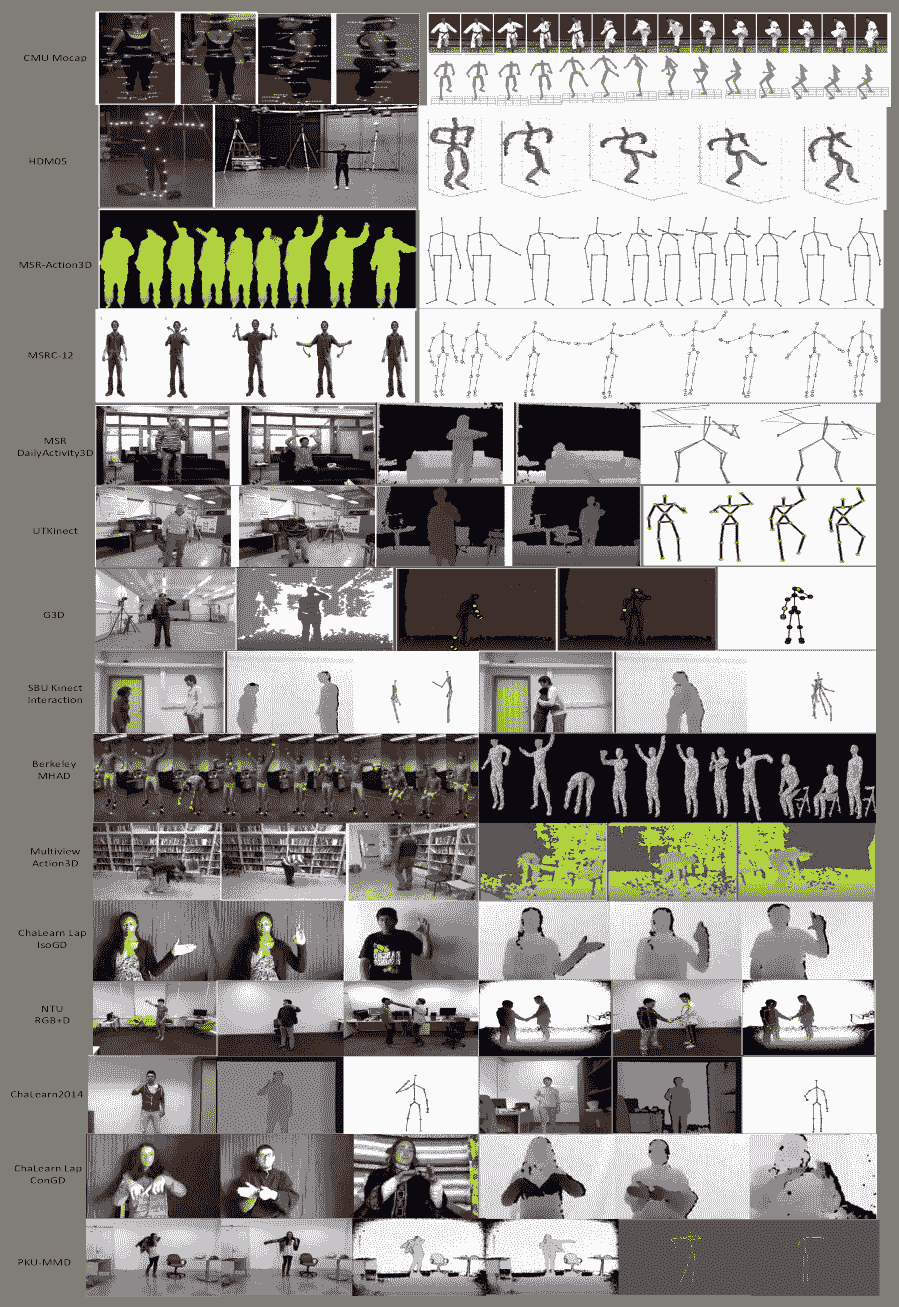 CMU Mocap
HDM05
MSR-Action3D
MSRC-12
MSR
DailyActivity3D
UTKinect
G3D
SBU Kinect
Interaction
Berkeley
MHAD
Multiview
Action3D
ChaLearn Lap
IsoGD
NTU
RGB+D
ChaLearn2014
ChaLearn Lap
ConGD
PKU-MMD